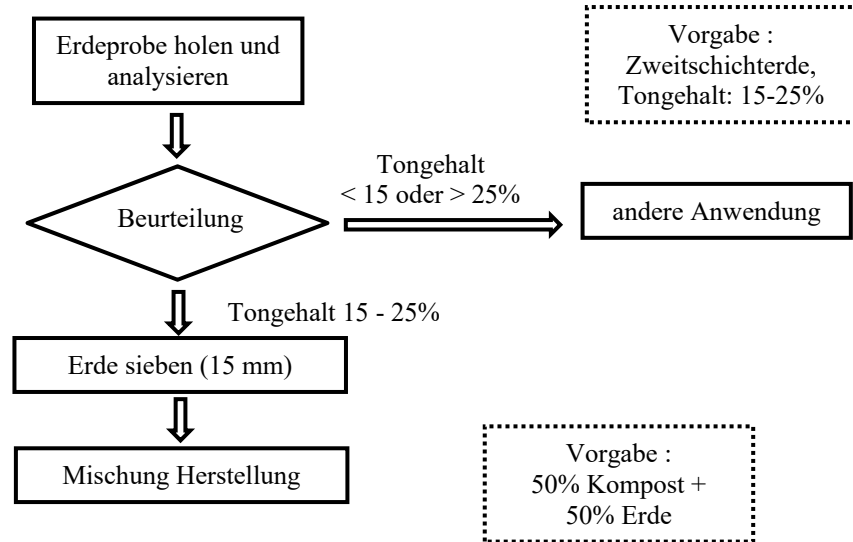 Erdeprobe holen und
analysieren
Vorgabe :
Zweitschichterde,
Tongehalt: 15-25%
Tongehalt
< 15 oder > 25%
Beurteilung
andere Anwendung
Tongehalt 15 - 25%
Erde sieben (15 mm)
Mischung Herstellung
Vorgabe :
50% Kompost +
50% Erde